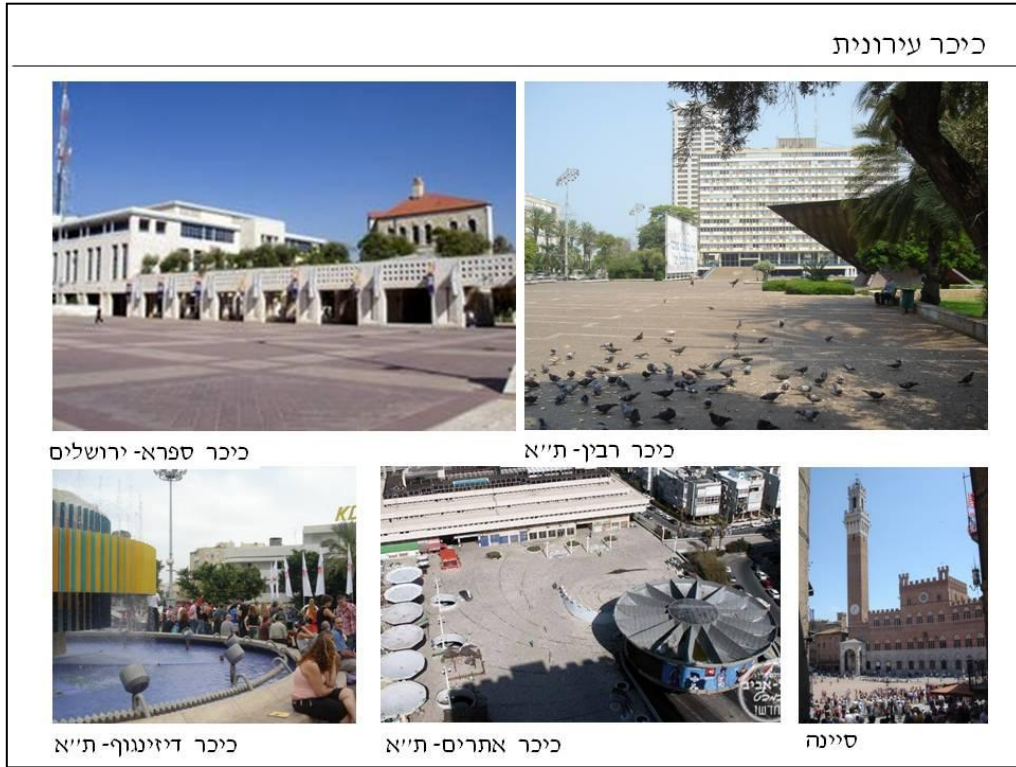 כיכר עירונית
כיכר רבין- ת''א
כיכר ספרא- ירושלים
סיינה
כיכר אתרים- ת''א
כיכר דיזינגוף- ת''א